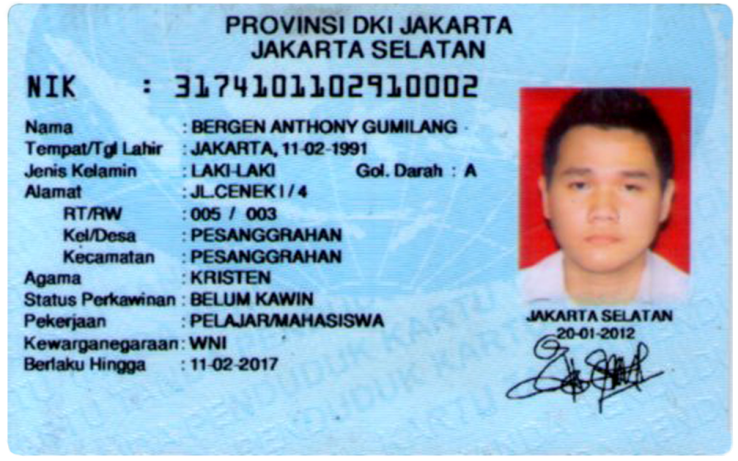 PROVINSI DKI JAKARTA
JAKARTA SELATAN
NIK : 3174101102910002
Nama : BERGEN ANTHONY GUMILANG
Tempat/Tgl Lahir : JAKARTA, 11-02-1991
Jenis Kelamin : LAKI-LAKI Gol. Darah : A
Alamat : JL.CENEK I / 4
RT/RW : 005 / 003
Kel/Desa : PESANGGRAHAN
Kecamatan : PESANGGRAHAN
Agama : KRISTEN
Status Perkawinan : BELUM KAWIN
Pekerjaan : PELAJAR/MAHASISWA
Kewarganegaraan : WNI
Berlaku Hingga : 11-02-2017
JAKARTA SELATAN
20-01-2012